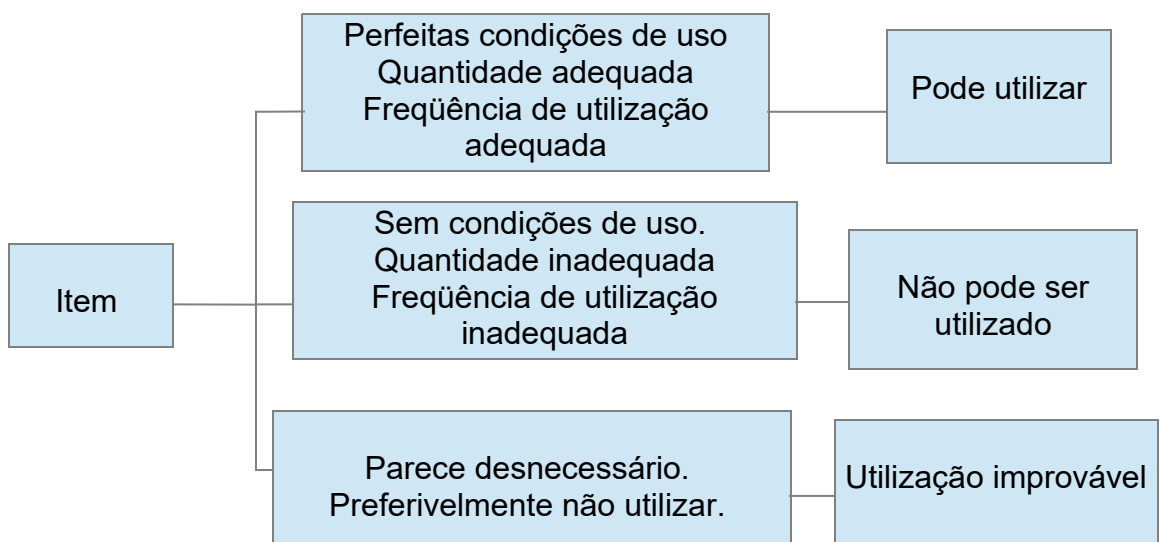 Perfeitas condições de uso
Quantidade adequada
Freqüência de utilização
adequada
Pode utilizar
Item
Sem condições de uso.
Quantidade inadequada
Freqüência de utilização
inadequada
Não pode ser
utilizado
Parece desnecessário.
Preferivelmente não utilizar.
Utilização improvável